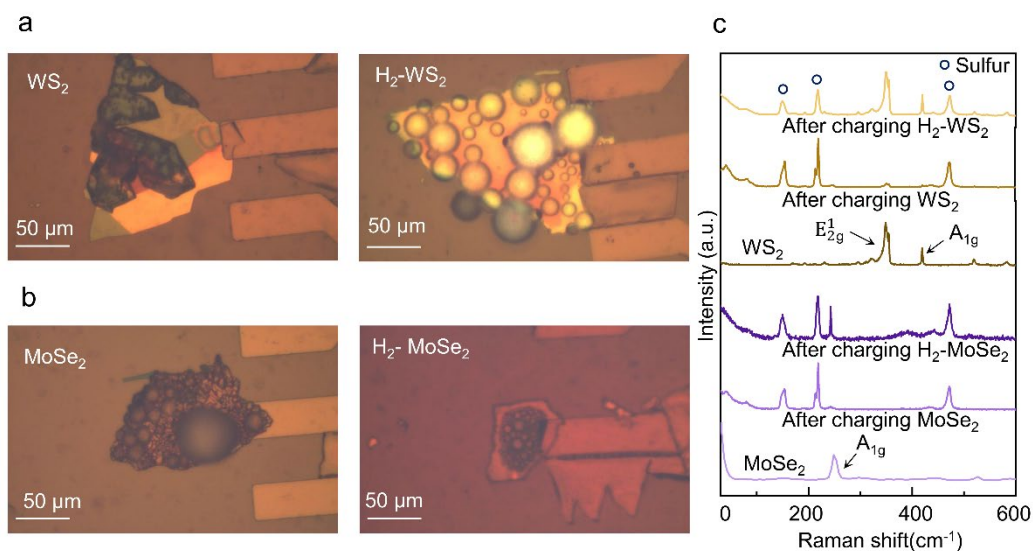 a
WS₂
50 µm
H₂-WS₂
50 µm
b
MoSe₂
50 µm
H₂- MoSe₂
50 µm
c
Intensity (a.u.)
Sulfur
After charging H₂-WS₂
After charging WS₂
E¹₂g
A₁g
WS₂
After charging H₂-MoSe₂
After charging MoSe₂
A₁g
MoSe₂
0 200 400 600
Raman shift(cm⁻¹)